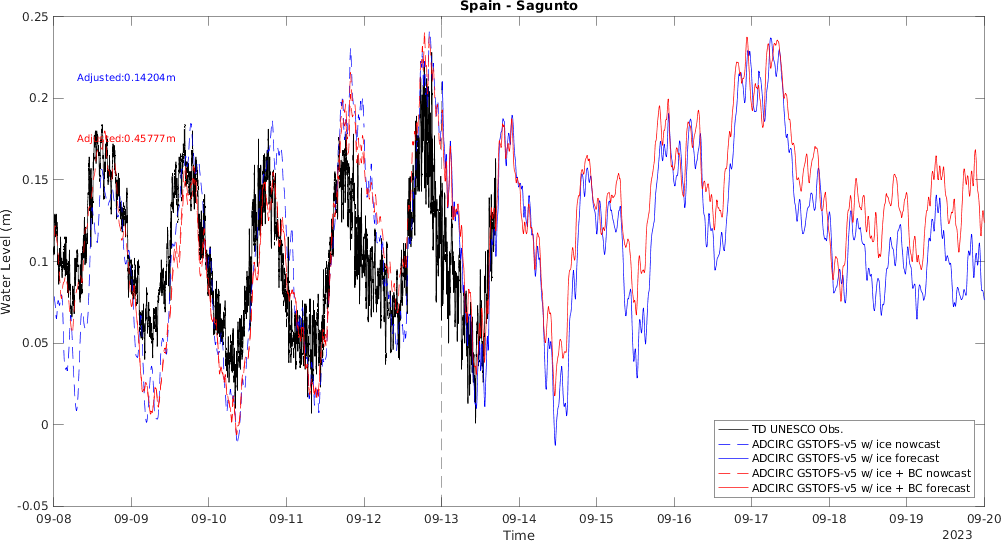 Spain - Sagunto
0.25
0.2
0.15
0.1
0.05
0
-0.05
Water Level (m)
Adjusted:0.14204m
Adjusted:0.45777m
TD UNESCO Obs.
ADCIRC GSTOFS-v5 w/ ice nowcast
ADCIRC GSTOFS-v5 w/ ice forecast
ADCIRC GSTOFS-v5 w/ ice + BC nowcast
ADCIRC GSTOFS-v5 w/ ice + BC forecast
09-08 09-09 09-10 09-11 09-12 09-13 09-14 09-15 09-16 09-17 09-18 09-19 09-20
Time
2023